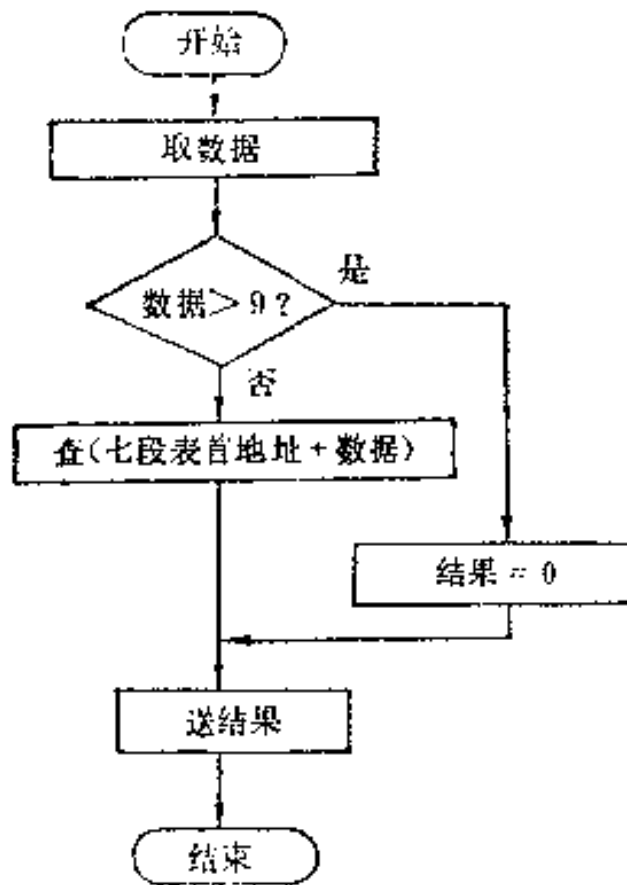 开始
取数据
数据>9?
是
否
查(七段表首地址+数据)
结果=0
送结果
结束